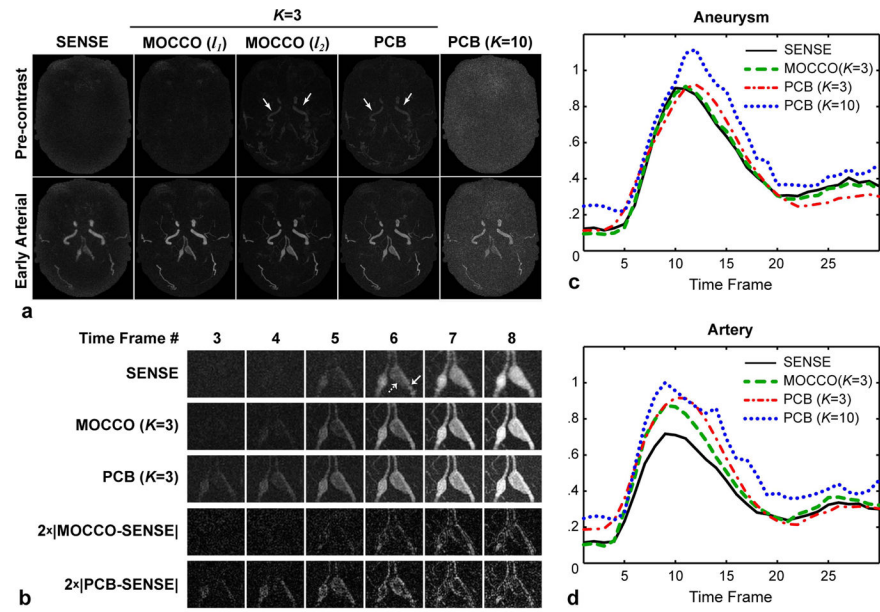 K=3
SENSE MOCCO (l1) MOCCO (l2) PCB PCB (K=10)
Pre-contrast
Early Arterial
a
Time Frame # 3 4 5 6 7 8
SENSE
MOCCO (K=3)
PCB (K=3)
2×|MOCCO-SENSE|
2×|PCB-SENSE|
b
Aneurysm
SENSE
MOCCO(K=3)
PCB (K=3)
PCB (K=10)
1
.8
.6
.4
.2
5 10 15 20 25
Time Frame
c
Artery
SENSE
MOCCO(K=3)
PCB (K=3)
PCB (K=10)
1
.8
.6
.4
.2
5 10 15 20 25
Time Frame
d